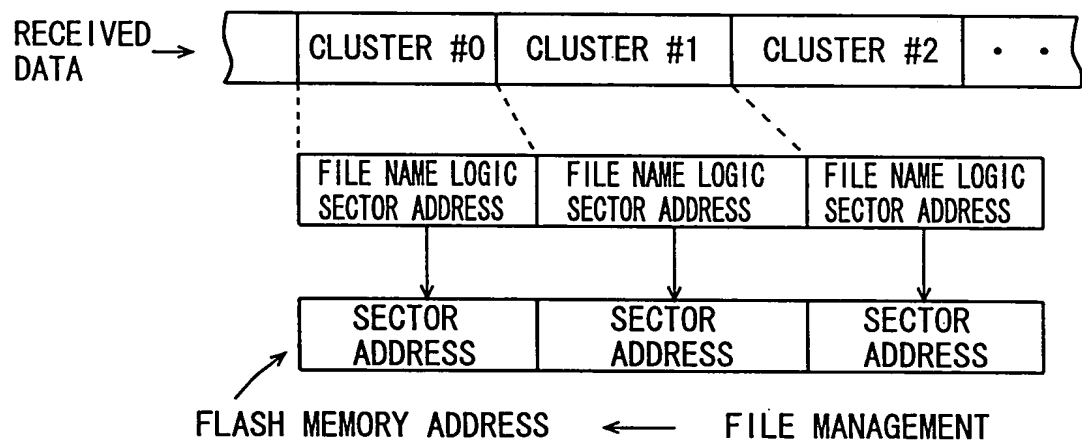 RECEIVED
DATA
CLUSTER #0 CLUSTER #1 CLUSTER #2 · ·
FILE NAME LOGIC FILE NAME LOGIC FILE NAME LOGIC
SECTOR ADDRESS SECTOR ADDRESS SECTOR ADDRESS
SECTOR SECTOR SECTOR
ADDRESS ADDRESS ADDRESS
FLASH MEMORY ADDRESS ← FILE MANAGEMENT